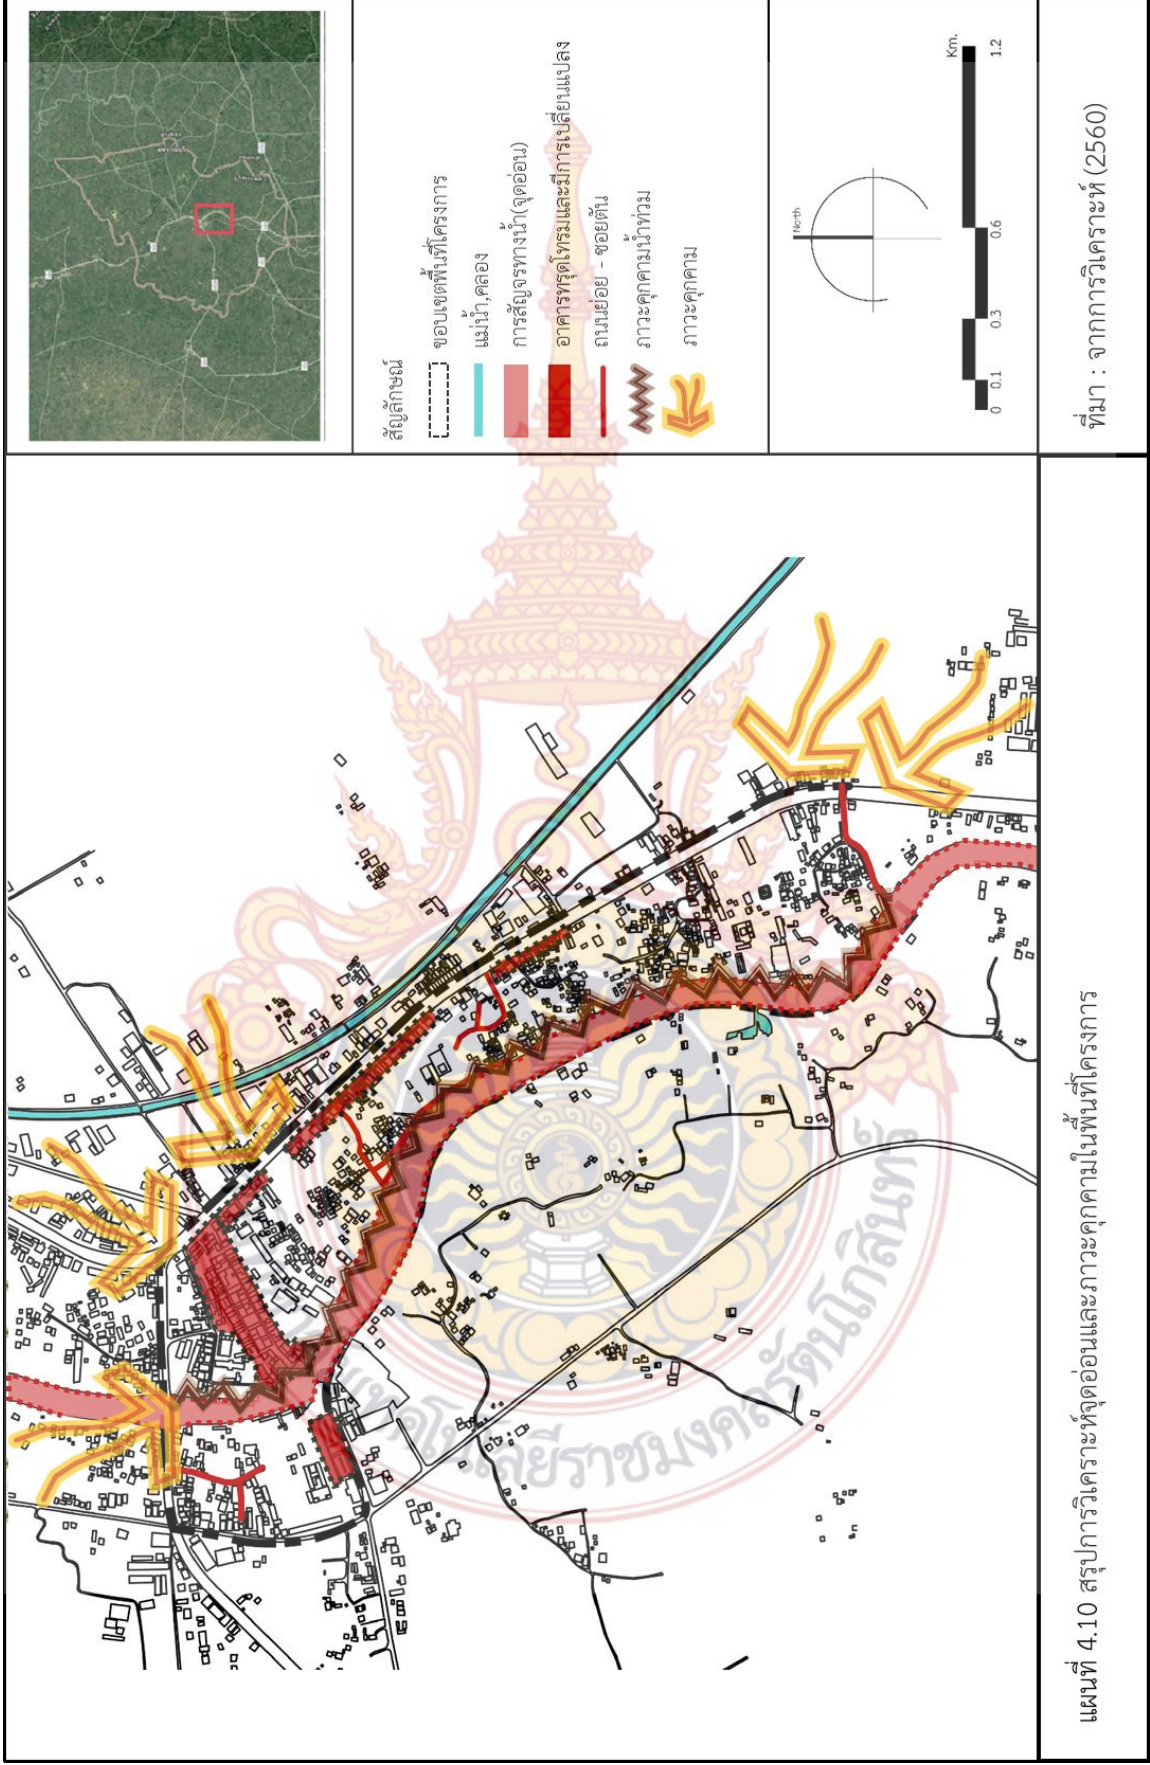 สัญลักษณ์
ขอบเขตพื้นที่โครงการ
แม่น้ำ,คลอง
การสัญจรทางน้ำ(จุดอ่อน)
อาคารทรุดโทรมและมีการเปลี่ยนแปลง
ถนนย่อย - ซอยตัน
ภาวะคุกคามน้ำท่วม
ภาวะคุกคาม
North
Km.
0 0.1 0.3 0.6 1.2
แผนที่ 4.10 สรุปการวิเคราะห์จุดอ่อนและภาวะคุกคามในพื้นที่โครงการ
ที่มา : จากการวิเคราะห์ (2560)